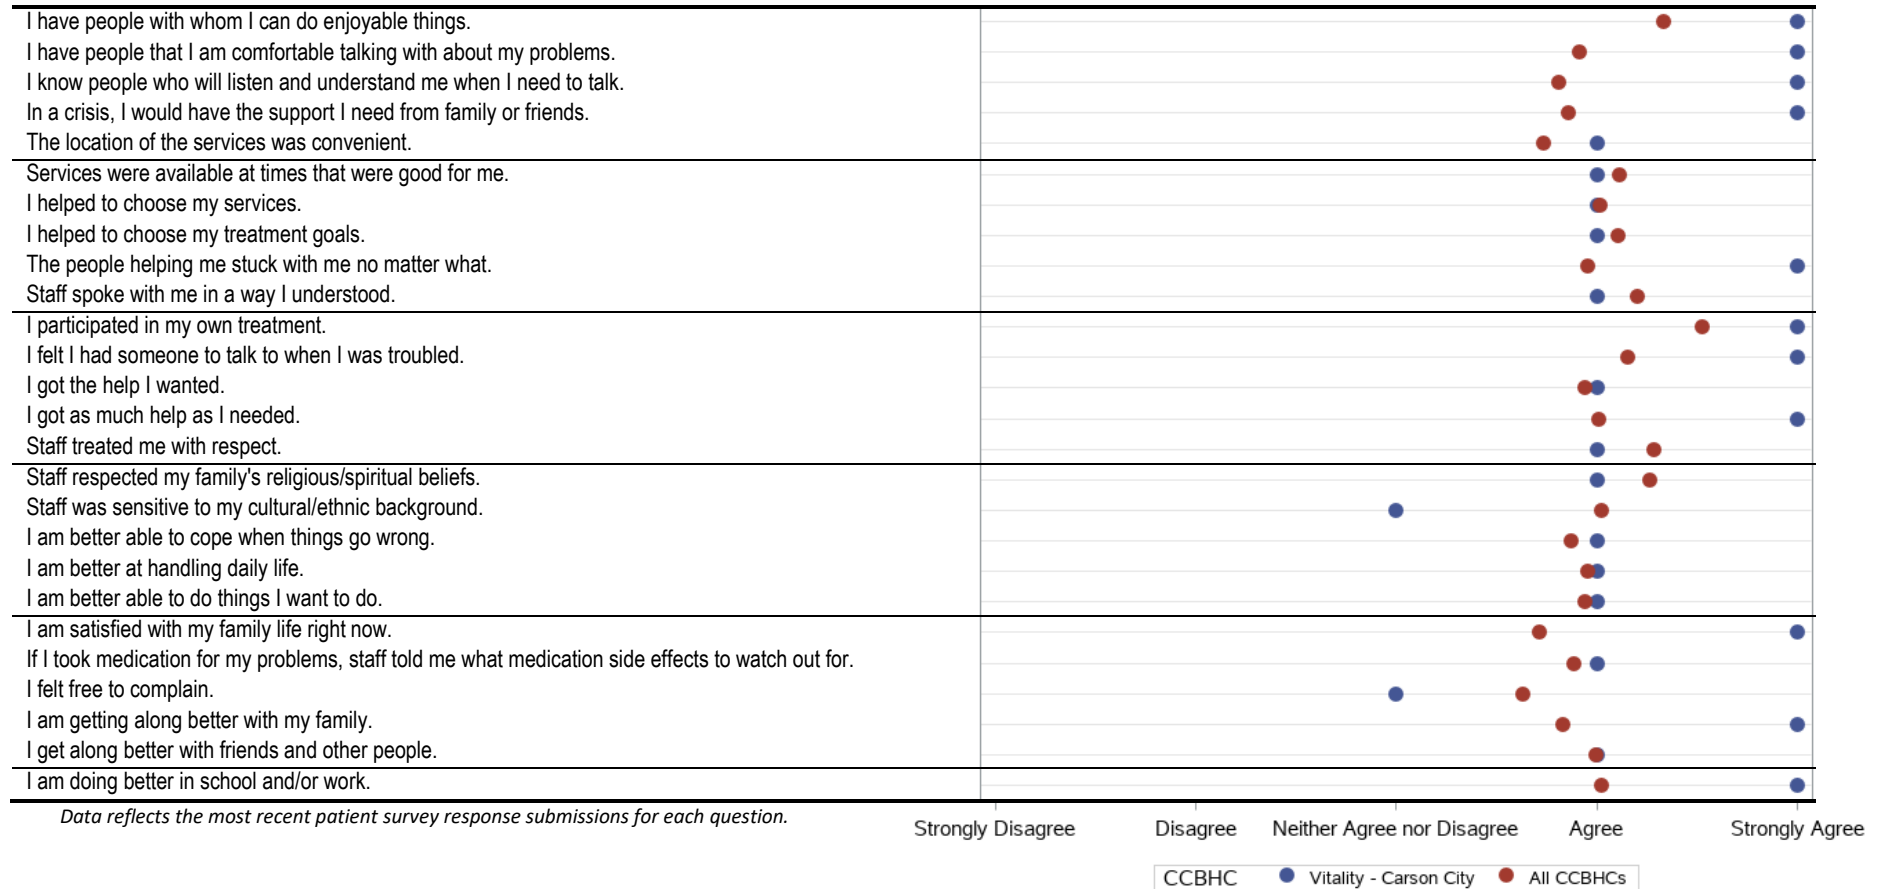 I have people with whom I can do enjoyable things.
I have people that I am comfortable talking with about my problems.
I know people who will listen and understand me when I need to talk.
In a crisis, I would have the support I need from family or friends.
The location of the services was convenient.
Services were available at times that were good for me.
I helped to choose my services.
I helped to choose my treatment goals.
The people helping me stuck with me no matter what.
Staff spoke with me in a way I understood.
I participated in my own treatment.
I felt I had someone to talk to when I was troubled.
I got the help I wanted.
I got as much help as I needed.
Staff treated me with respect.
Staff respected my family's religious/spiritual beliefs.
Staff was sensitive to my cultural/ethnic background.
I am better able to cope when things go wrong.
I am better at handling daily life.
I am better able to do things I want to do.
I am satisfied with my family life right now.
If I took medication for my problems, staff told me what medication side effects to watch out for.
I felt free to complain.
I am getting along better with my family.
I get along better with friends and other people.
I am doing better in school and/or work.
Data reflects the most recent patient survey response submissions for each question.
Strongly Disagree Disagree Neither Agree nor Disagree Agree Strongly Agree
CCBHC Vitality - Carson City All CCBHCs